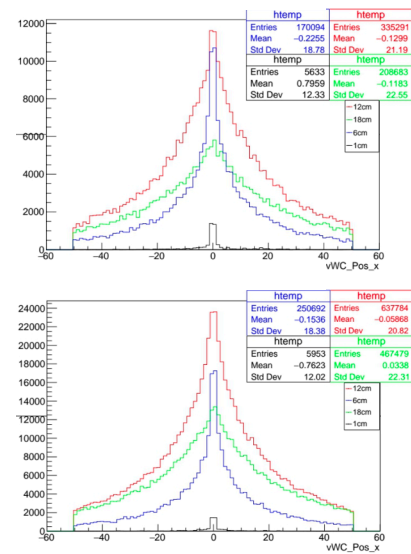 htemp htemp
Entries 170094 Entries 335291
Mean −0.2255 Mean −0.1299
Std Dev 18.78 Std Dev 21.19
htemp htemp
Entries 5633 Entries 208683
Mean 0.7959 Mean −0.1183
Std Dev 12.33 Std Dev 22.55
12cm
18cm
6cm
1cm
12000
10000
8000
6000
4000
2000
0
−60 −40 −20 0 20 40 60
vWC_Pos_x
htemp htemp
Entries 250692 Entries 637784
Mean −0.1536 Mean −0.05868
Std Dev 18.38 Std Dev 20.82
htemp htemp
Entries 5953 Entries 467479
Mean −0.7623 Mean 0.0338
Std Dev 12.02 Std Dev 22.31
12cm
6cm
18cm
1cm
24000
22000
20000
18000
16000
14000
12000
10000
8000
6000
4000
2000
0
−60 −40 −20 0 20 40 60
vWC_Pos_x